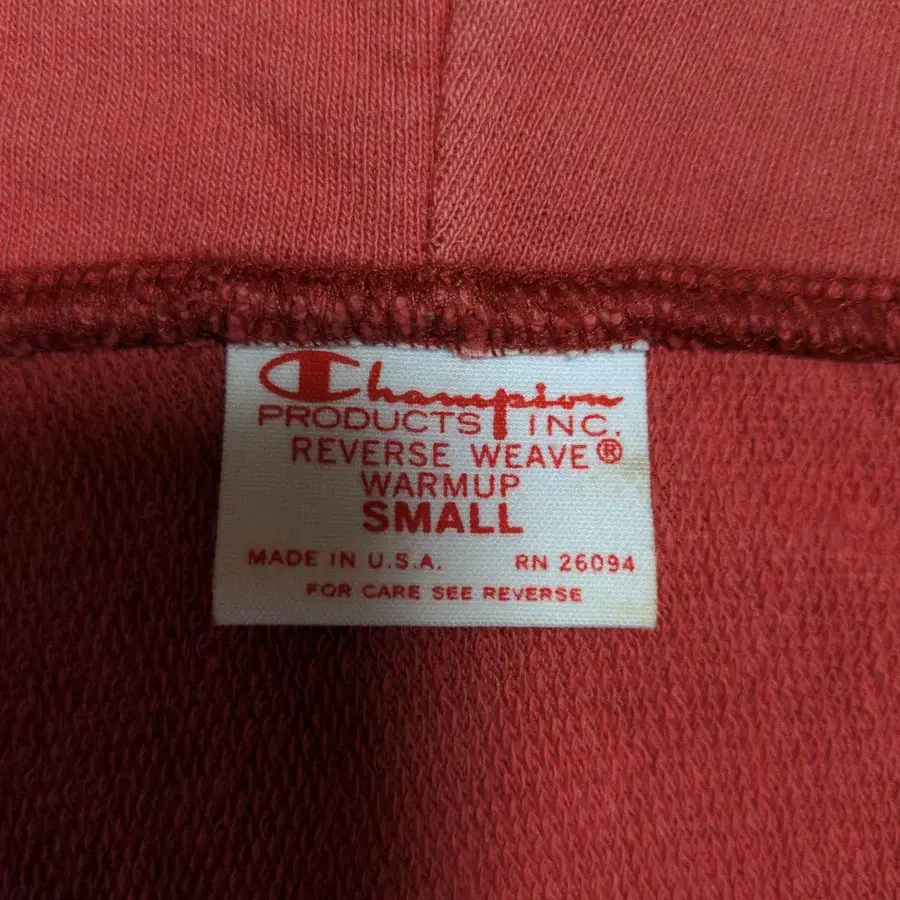 Champion
PRODUCTS INC.
REVERSE WEAVE®
WARMUP
SMALL
MADE IN U.S.A. RN 26094
FOR CARE SEE REVERSE